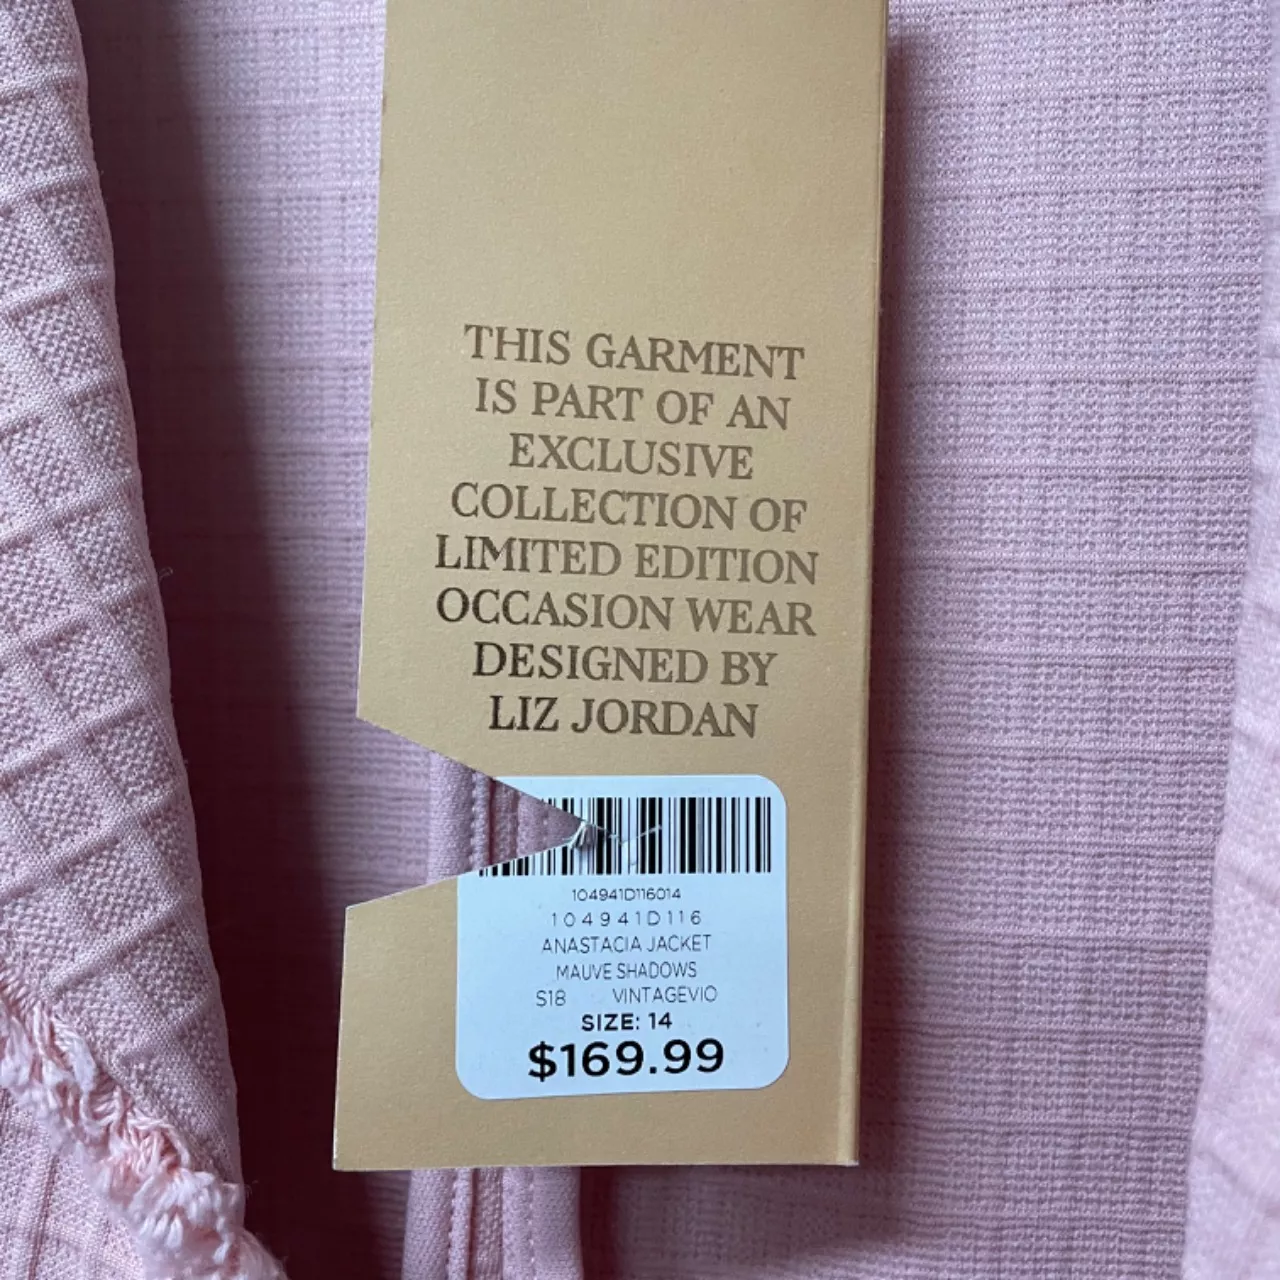 THIS GARMENT
IS PART OF AN
EXCLUSIVE
COLLECTION OF
LIMITED EDITION
OCCASION WEAR
DESIGNED BY
LIZ JORDAN
104941D116014
104941D116
ANASTACIA JACKET
MAUVE SHADOWS
S18 VINTAGEVIO
SIZE: 14
$169.99